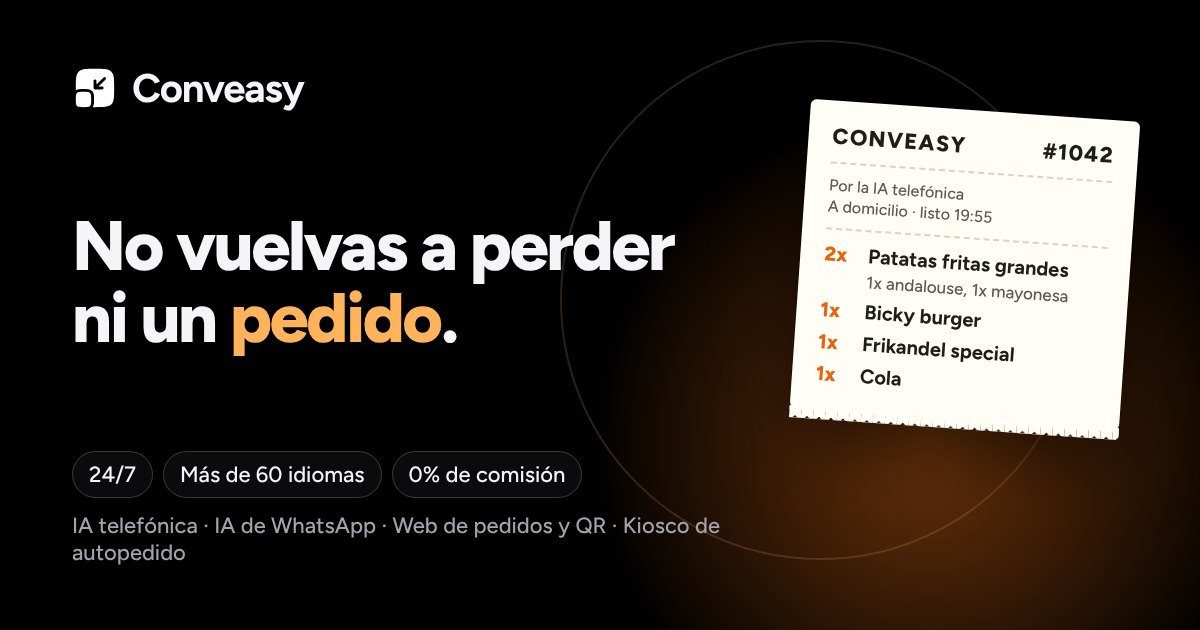 Conveasy
No vuelvas a perder
ni un pedido.
24/7
Más de 60 idiomas
0% de comisión
IA telefónica · IA de WhatsApp · Web de pedidos y QR · Kiosco de
autopedido
CONVEASY #1042
Por la IA telefónica
A domicilio · listo 19:55
2x Patatas fritas grandes
1x andalouse, 1x mayonesa
1x Bicky burger
1x Frikandel special
1x Cola